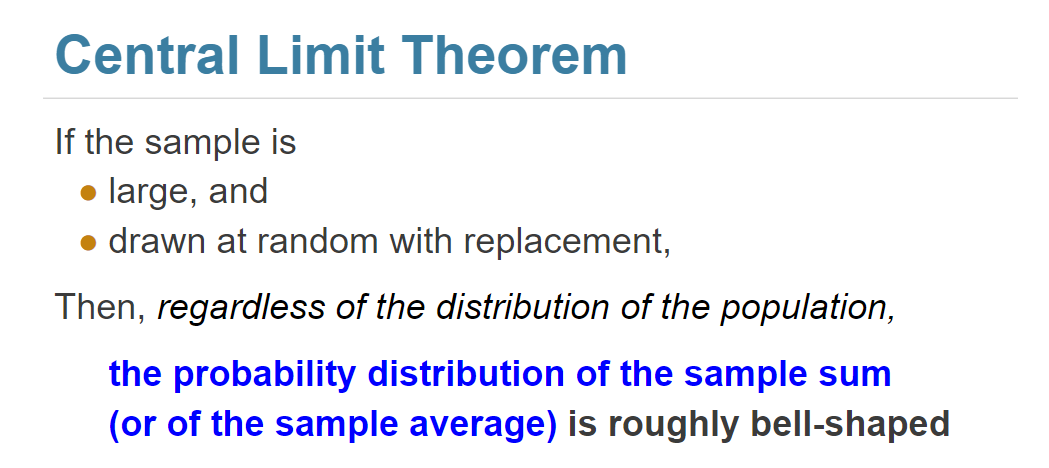 Central Limit Theorem
If the sample is
● large, and
● drawn at random with replacement,
Then, regardless of the distribution of the population,
the probability distribution of the sample sum
(or of the sample average) is roughly bell-shaped